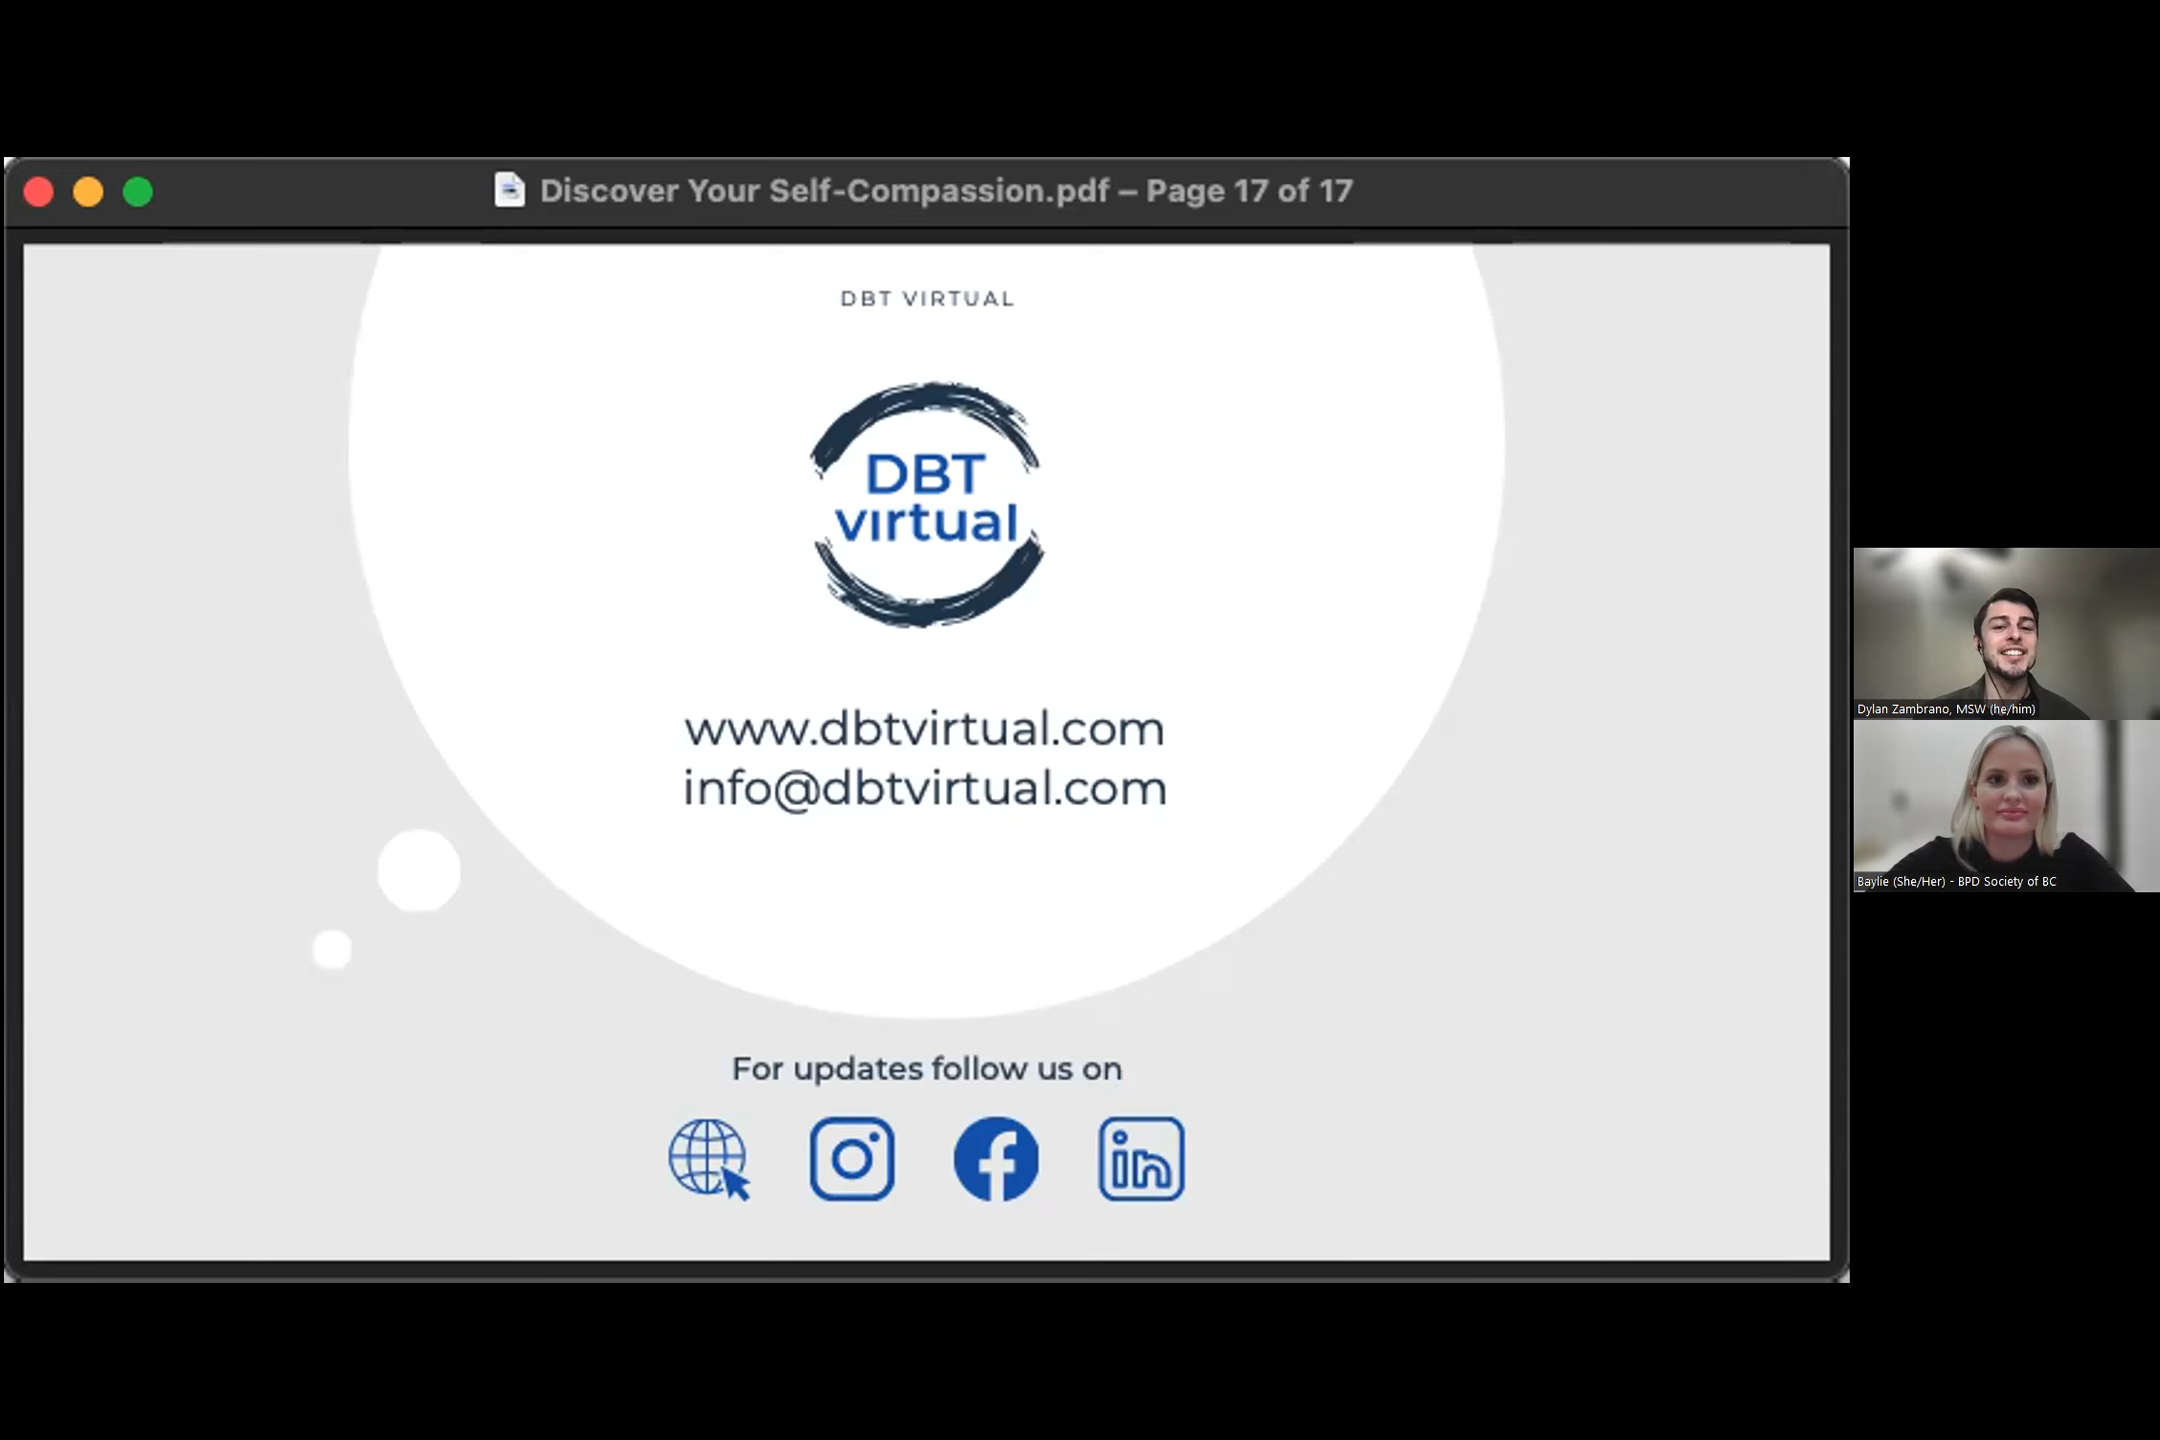 Discover Your Self-Compassion.pdf – Page 17 of 17
DBT VIRTUAL
DBT
virtual
www.dbtvirtual.com
info@dbtvirtual.com
For updates follow us on
Dylan Zambrano, MSW (he/him)
Baylie (She/Her) - BPD Society of BC